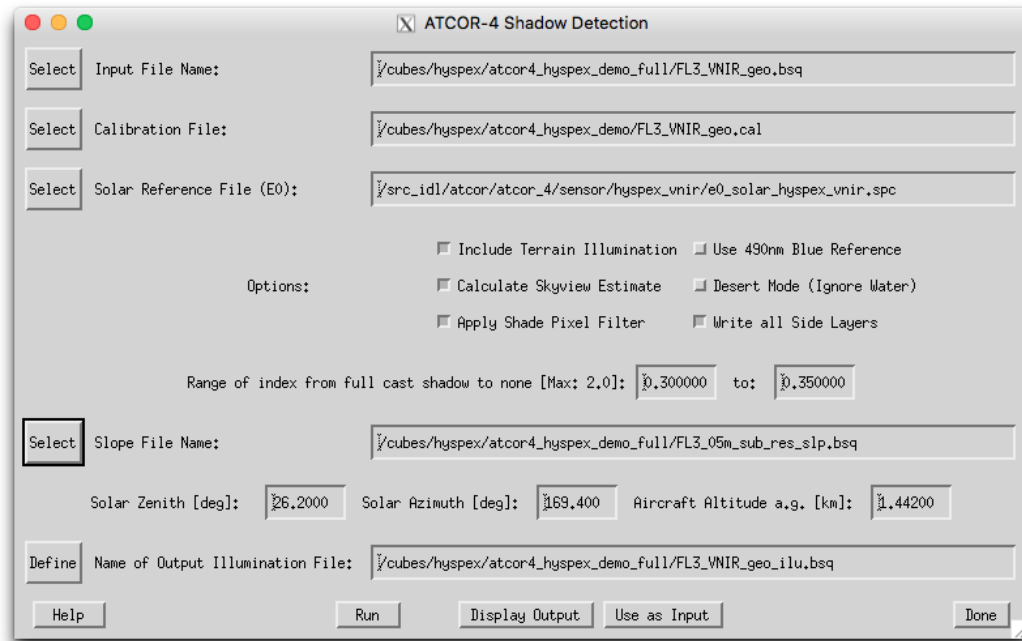 ATCOR-4 Shadow Detection
Select Input File Name: /cubes/hyspex/atcor4_hyspex_demo_full/FL3_VNIR_geo.bsq
Select Calibration File: /cubes/hyspex/atcor4_hyspex_demo/FL3_VNIR_geo.cal
Select Solar Reference File (E0): /src_idl/atcor/atcor_4/sensor/hyspex_vnir/e0_solar_hyspex_vnir.spc
Include Terrain Illumination Use 490nm Blue Reference
Options: Calculate Skyview Estimate Desert Mode (Ignore Water)
Apply Shade Pixel Filter Write all Side Layers
Range of index from full cast shadow to none [Max: 2.0]: 0.300000 to: 0.350000
Select Slope File Name: /cubes/hyspex/atcor4_hyspex_demo_full/FL3_05m_sub_res_slp.bsq
Solar Zenith [deg]: 26.2000 Solar Azimuth [deg]: 169.400 Aircraft Altitude a.g. [km]: 1.44200
Define Name of Output Illumination File: /cubes/hyspex/atcor4_hyspex_demo_full/FL3_VNIR_geo_ilu.bsq
Help Run Display Output Use as Input Done